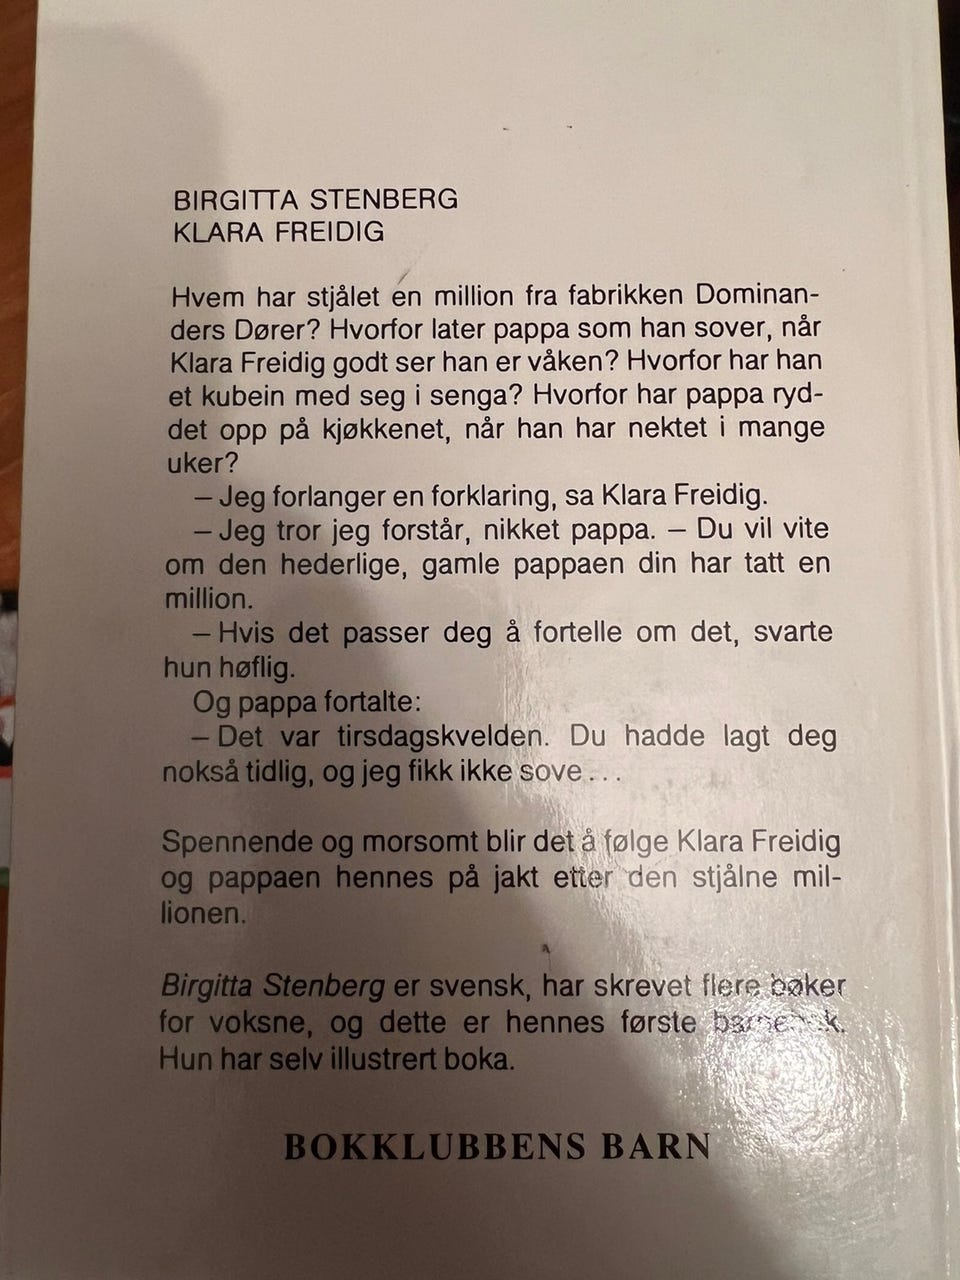 BIRGITTA STENBERG
KLARA FREIDIG
Hvem har stjålet én million fra fabrikken Dominan-
ders Dører? Hvorfor later pappa som han sover, når
Klara Freidig godt ser han er våken? Hvorfor har han
et kubein med seg i senga? Hvorfor har pappa ryd-
det opp på kjøkkenet, når han har nektet i mange
uker?
– Jeg forlanger en forklaring, sa Klara Freidig.
– Jeg tror jeg forstår, nikket pappa. – Du vil vite
om den hederlige, gamle pappaen din har tatt en
million.
– Hvis det passer deg å fortelle om det, svarte
hun høflig.
Og pappa fortalte:
– Det var tirsdagskvelden. Du hadde lagt deg
nokså tidlig, og jeg fikk ikke sove ...
Spennende og morsomt blir det å følge Klara Freidig
og pappaen hennes på jakt etter den stjålne mil-
lionen.
Birgitta Stenberg er svensk, har skrevet flere bøker
for voksne, og dette er hennes første
Hun har selv illustrert boka.
BOKKLUBBENS BARN